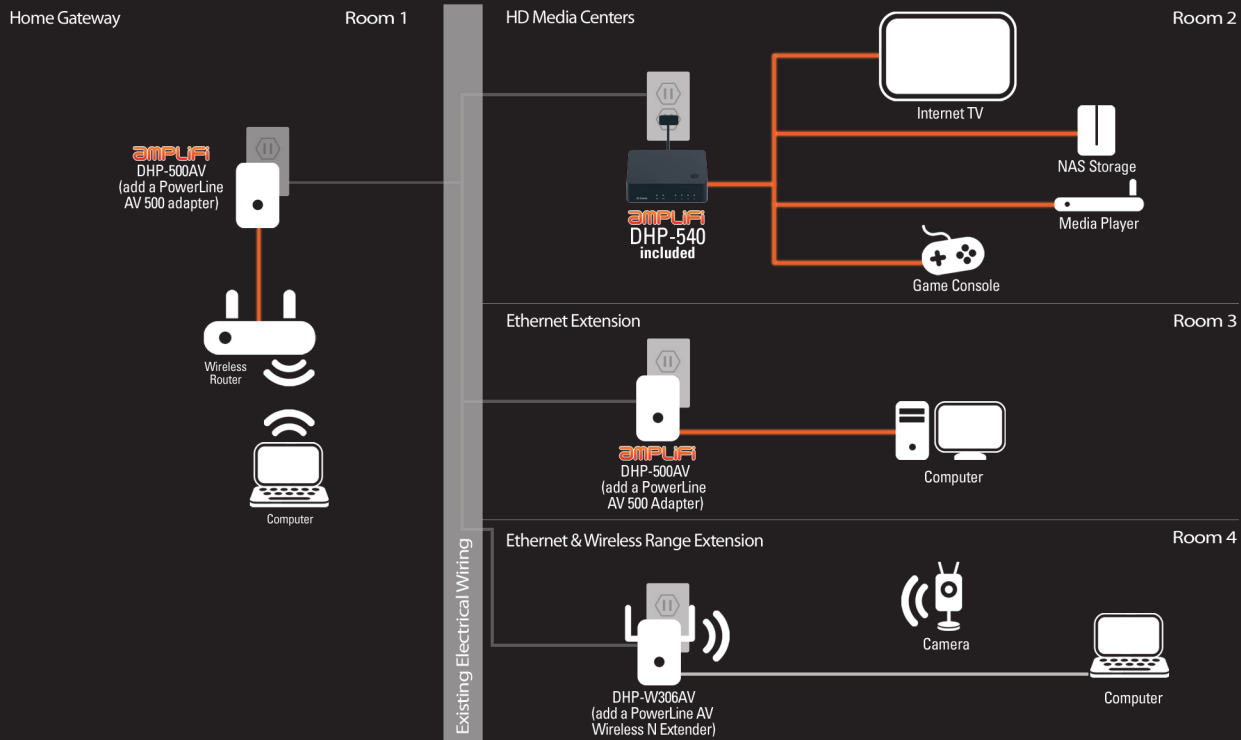 Home Gateway
Room 1
AMPLIFI
DHP-500AV
(add a PowerLine
AV 500 adapter)
Wireless
Router
Computer
Existing Electrical Wiring
HD Media Centers
Room 2
AMPLIFI
DHP-540
included
Internet TV
NAS Storage
Media Player
Game Console
Ethernet Extension
Room 3
AMPLIFI
DHP-500AV
(add a PowerLine
AV 500 Adapter)
Computer
Ethernet & Wireless Range Extension
Room 4
DHP-W306AV
(add a PowerLine AV
Wireless N Extender)
Camera
Computer